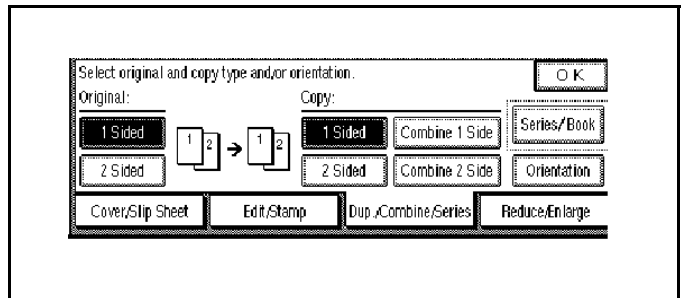 Select original and copy type and/or orientation.
OK
Original:
Copy:
1 Sided
1
2
1
2
1 Sided
Combine 1 Side
Series/Book
2 Sided
2 Sided
Combine 2 Side
Orientation
Cover/Slip Sheet
Edit/Stamp
Dup./Combine/Series
Reduce/Enlarge